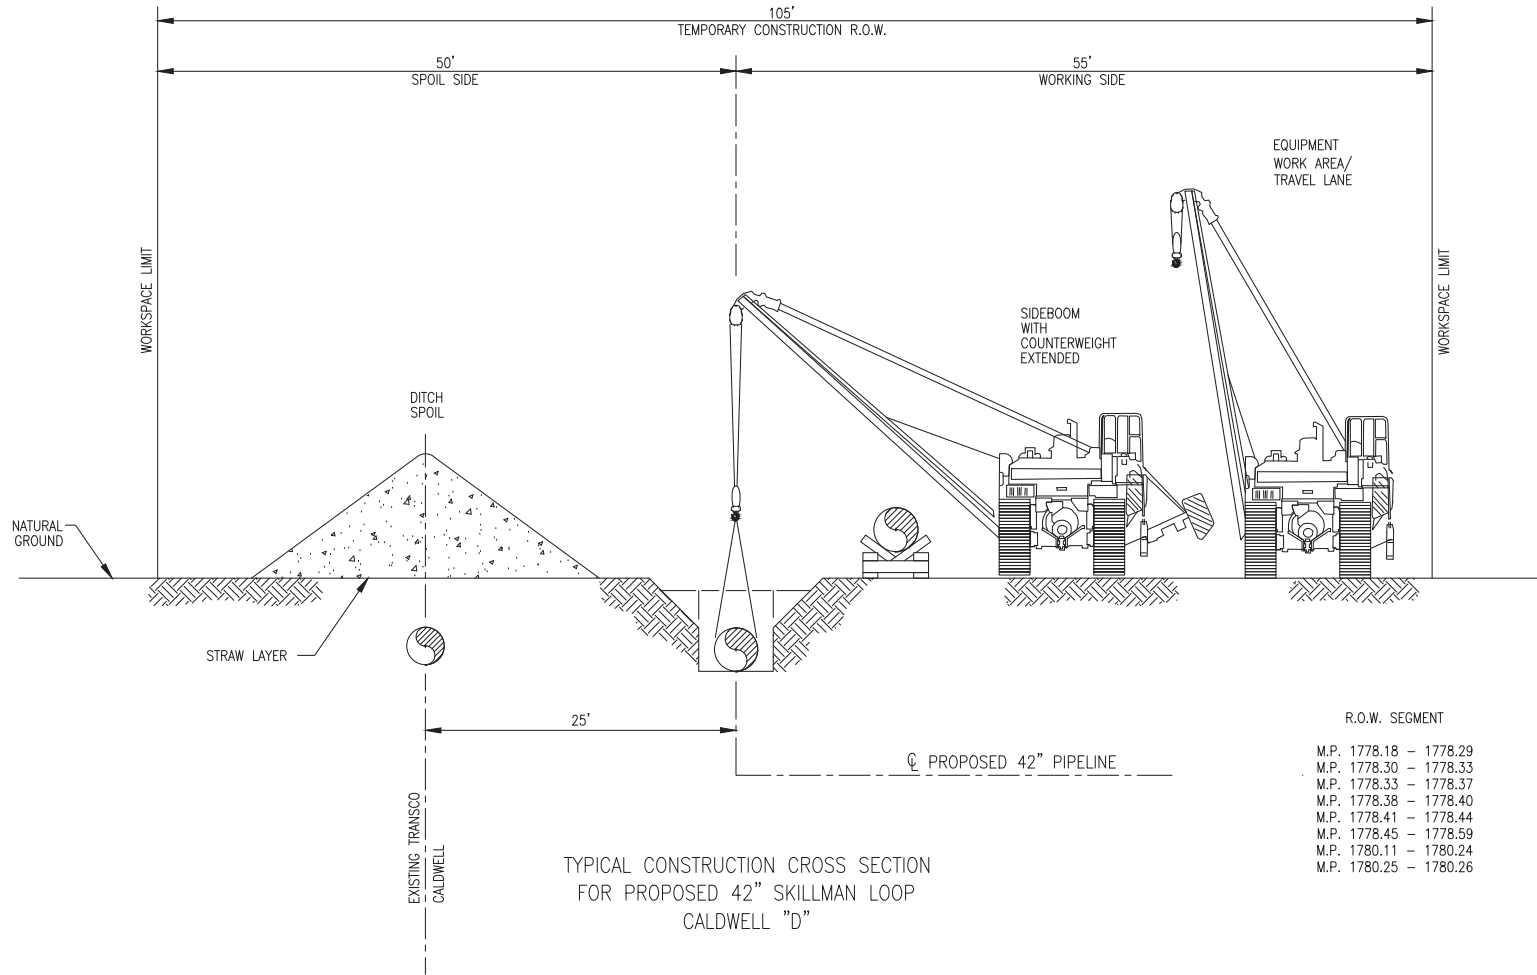 105'
TEMPORARY CONSTRUCTION R.O.W.
50'
SPOIL SIDE
55'
WORKING SIDE
EQUIPMENT
WORK AREA/
TRAVEL LANE
WORKSPACE LIMIT
WORKSPACE LIMIT
SIDEBOOM
WITH
COUNTERWEIGHT
EXTENDED
DITCH
SPOIL
NATURAL
GROUND
STRAW LAYER
25'
℄ PROPOSED 42" PIPELINE
EXISTING TRANSCO
CALDWELL
TYPICAL CONSTRUCTION CROSS SECTION
FOR PROPOSED 42" SKILLMAN LOOP
CALDWELL "D"
R.O.W. SEGMENT
M.P. 1778.18 – 1778.29
M.P. 1778.30 – 1778.33
M.P. 1778.33 – 1778.37
M.P. 1778.38 – 1778.40
M.P. 1778.41 – 1778.44
M.P. 1778.45 – 1778.59
M.P. 1780.11 – 1780.24
M.P. 1780.25 – 1780.26